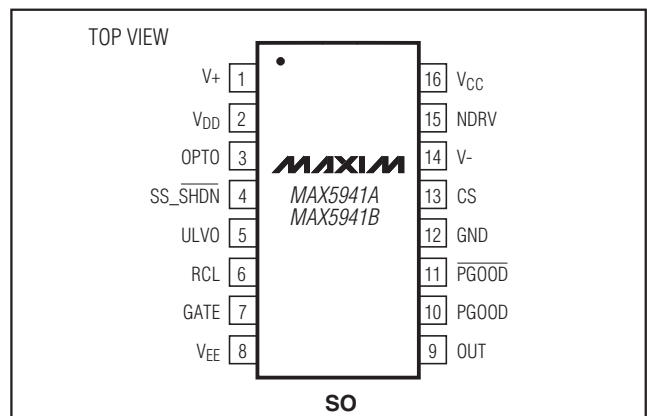 TOP VIEW
V+ 1
VDD 2
OPTO 3
SS_SHDN 4
ULVO 5
RCL 6
GATE 7
VEE 8
MAXIM
MAX5941A
MAX5941B
16 VCC
15 NDRV
14 V-
13 CS
12 GND
11 PGOOD
10 PGOOD
9 OUT
SO